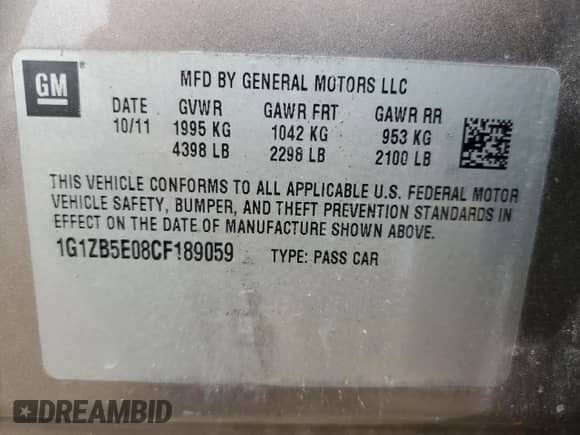 GM
MFD BY GENERAL MOTORS LLC
DATE GVWR GAWR FRT GAWR RR
10/11 1995 KG 1042 KG 953 KG
4398 LB 2298 LB 2100 LB
THIS VEHICLE CONFORMS TO ALL APPLICABLE U.S. FEDERAL MOTOR
VEHICLE SAFETY, BUMPER, AND THEFT PREVENTION STANDARDS IN
EFFECT ON THE DATE OF MANUFACTURE SHOWN ABOVE.
1G1ZB5E08CF189059 TYPE: PASS CAR
DREAMBID